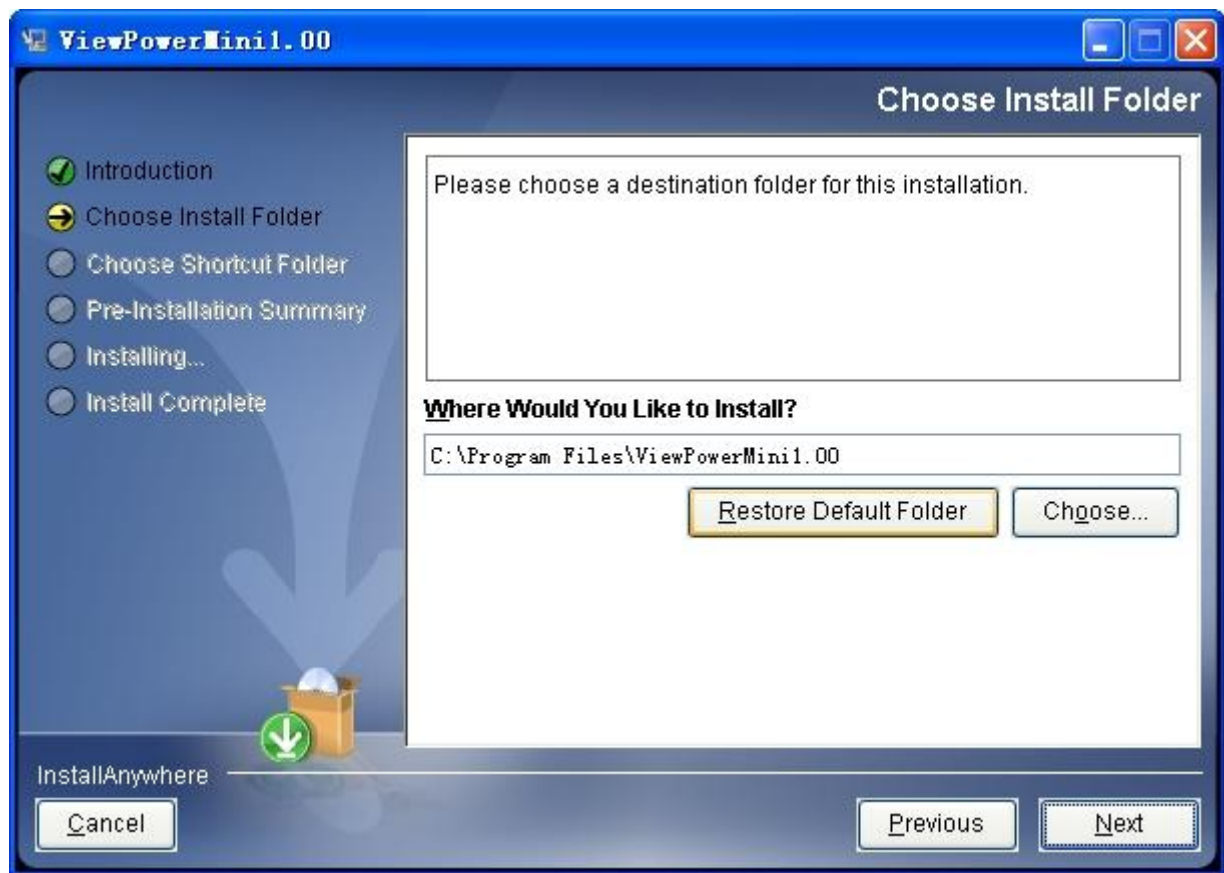 ViewPowerMini1.00
Choose Install Folder
Introduction
Choose Install Folder
Choose Shortcut Folder
Pre-Installation Summary
Installing...
Install Complete
Please choose a destination folder for this installation.
Where Would You Like to Install?
C:\Program Files\ViewPowerMini1.00
Restore Default Folder
Choose...
InstallAnywhere
Cancel
Previous
Next